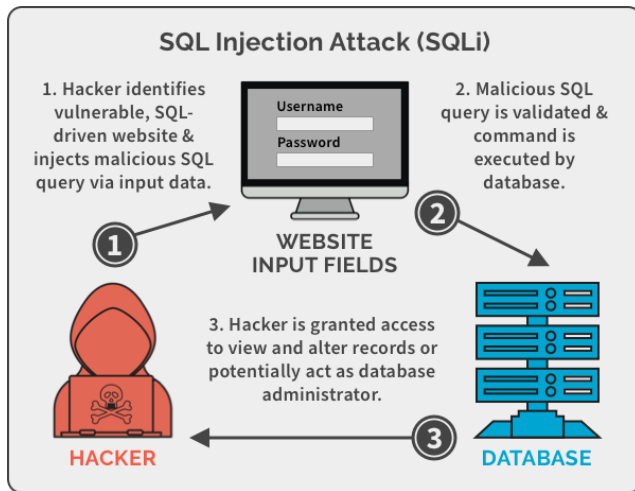 SQL Injection Attack (SQLi)
1. Hacker identifies
vulnerable, SQL-
driven website &
injects malicious SQL
query via input data.
Username
Password
2. Malicious SQL
query is validated &
command is
executed by
database.
1
2
WEBSITE
INPUT FIELDS
3. Hacker is granted access
to view and alter records or
potentially act as database
administrator.
3
HACKER
DATABASE